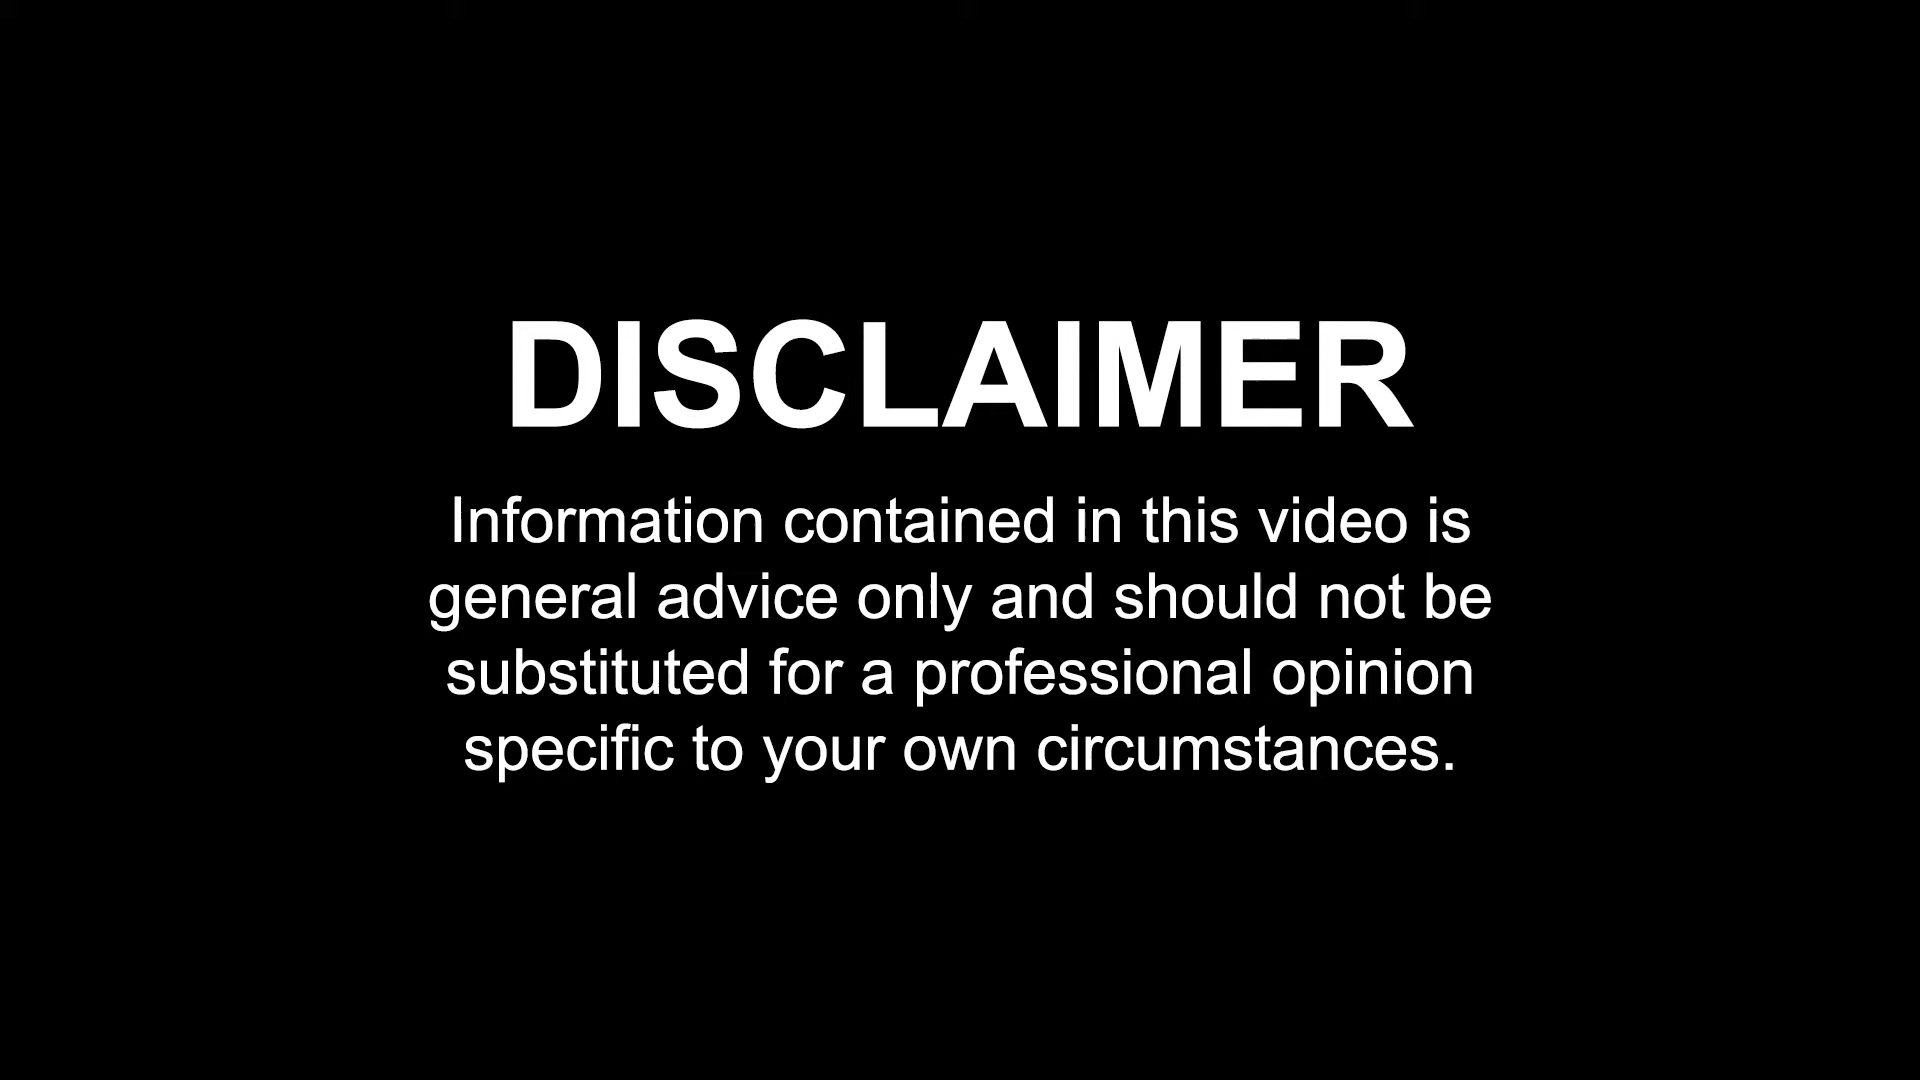 DISCLAIMER
Information contained in this video is
general advice only and should not be
substituted for a professional opinion
specific to your own circumstances.